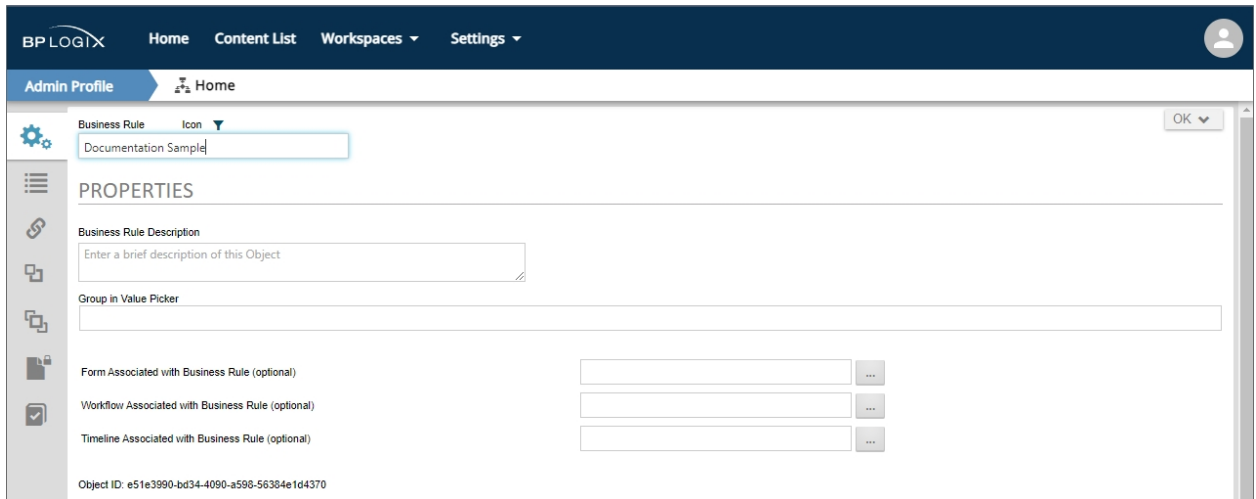 BP LOGIX Home Content List Workspaces Settings
Admin Profile Home
Business Rule Icon OK
Documentation Sample
PROPERTIES
Business Rule Description
Enter a brief description of this Object
Group in Value Picker
Form Associated with Business Rule (optional) ...
Workflow Associated with Business Rule (optional) ...
Timeline Associated with Business Rule (optional) ...
Object ID: e51e3990-bd34-4090-a598-56384e1d4370